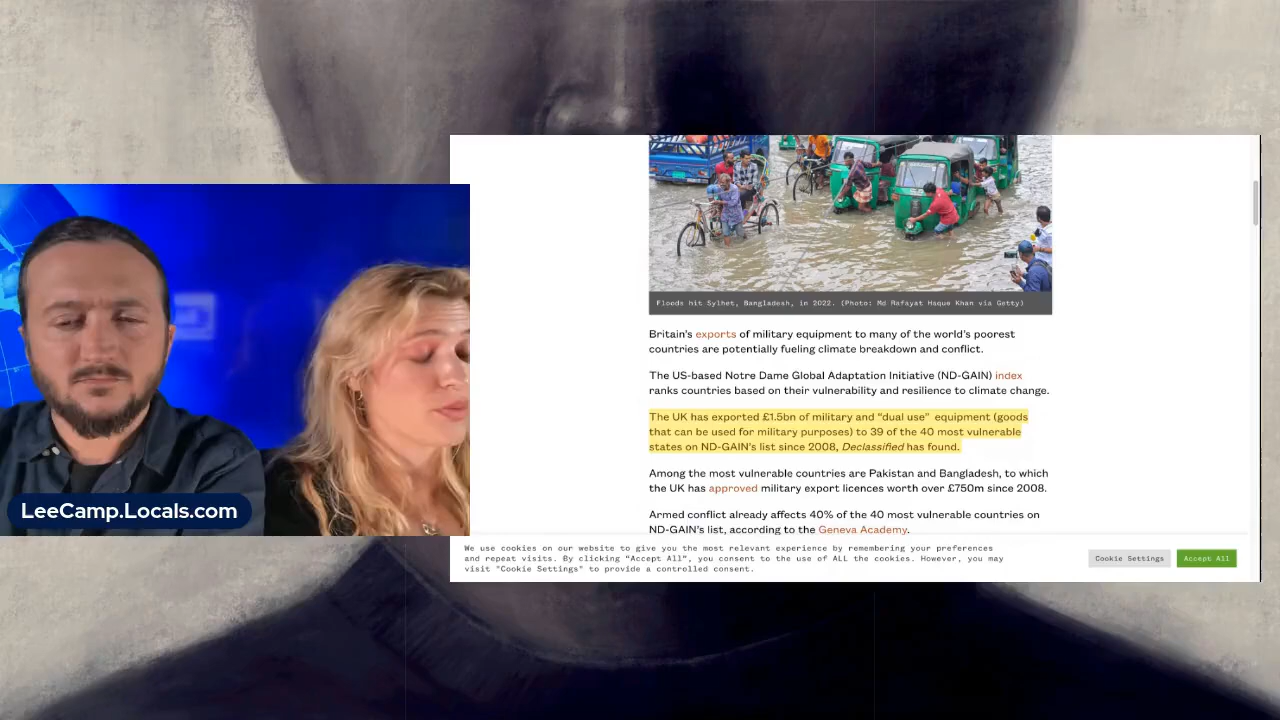 LeeCamp.Locals.com
Floods hit Sylhet, Bangladesh, in 2022. (Photo: Md Rafayat Haque Khan via Getty)
Britain's exports of military equipment to many of the world's poorest
countries are potentially fueling climate breakdown and conflict.
The US-based Notre Dame Global Adaptation Initiative (ND-GAIN) index
ranks countries based on their vulnerability and resilience to climate change.
The UK has exported £1.5bn of military and “dual use” equipment (goods
that can be used for military purposes) to 39 of the 40 most vulnerable
states on ND-GAIN's list since 2008, Declassified has found.
Among the most vulnerable countries are Pakistan and Bangladesh, to which
the UK has approved military export licences worth over £750m since 2008.
Armed conflict already affects 40% of the 40 most vulnerable countries on
ND-GAIN's list, according to the Geneva Academy.
We use cookies on our website to give you the most relevant experience by remembering your preferences
and repeat visits. By clicking “Accept All”, you consent to the use of ALL the cookies. However, you may
visit "Cookie Settings" to provide a controlled consent.
Cookie Settings
Accept All